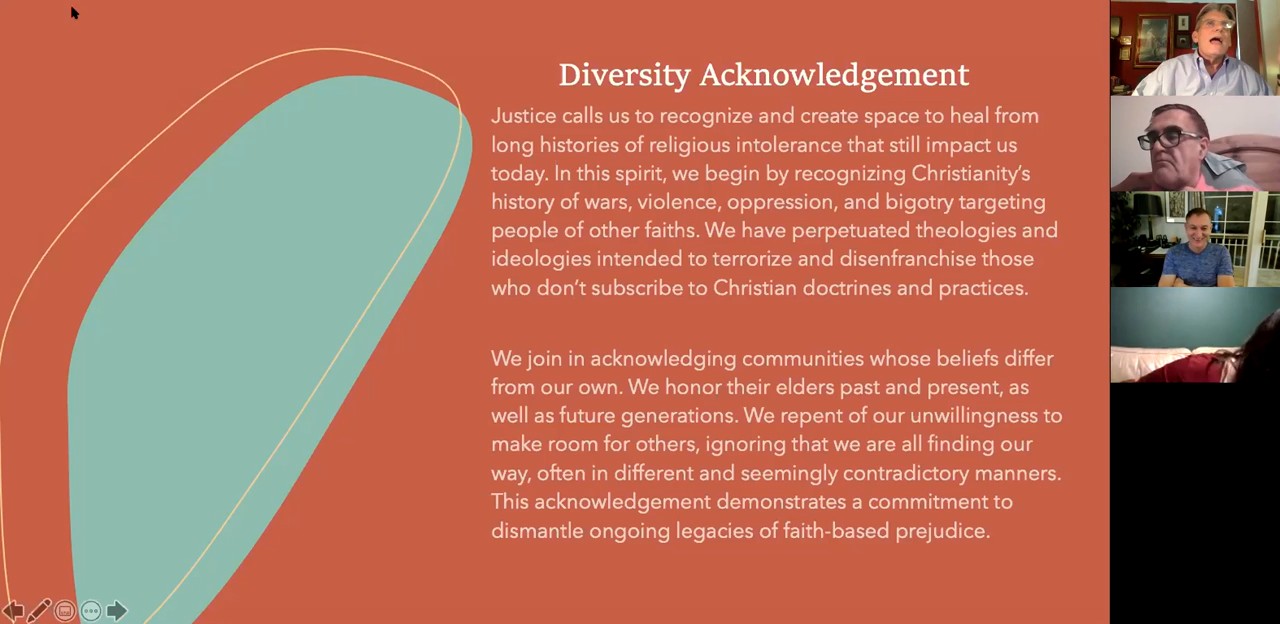 Diversity Acknowledgement
Justice calls us to recognize and create space to heal from
long histories of religious intolerance that still impact us
today. In this spirit, we begin by recognizing Christianity's
history of wars, violence, oppression, and bigotry targeting
people of other faiths. We have perpetuated theologies and
ideologies intended to terrorize and disenfranchise those
who don't subscribe to Christian doctrines and practices.
We join in acknowledging communities whose beliefs differ
from our own. We honor their elders past and present, as
well as future generations. We repent of our unwillingness to
make room for others, ignoring that we are all finding our
way, often in different and seemingly contradictory manners.
This acknowledgement demonstrates a commitment to
dismantle ongoing legacies of faith-based prejudice.